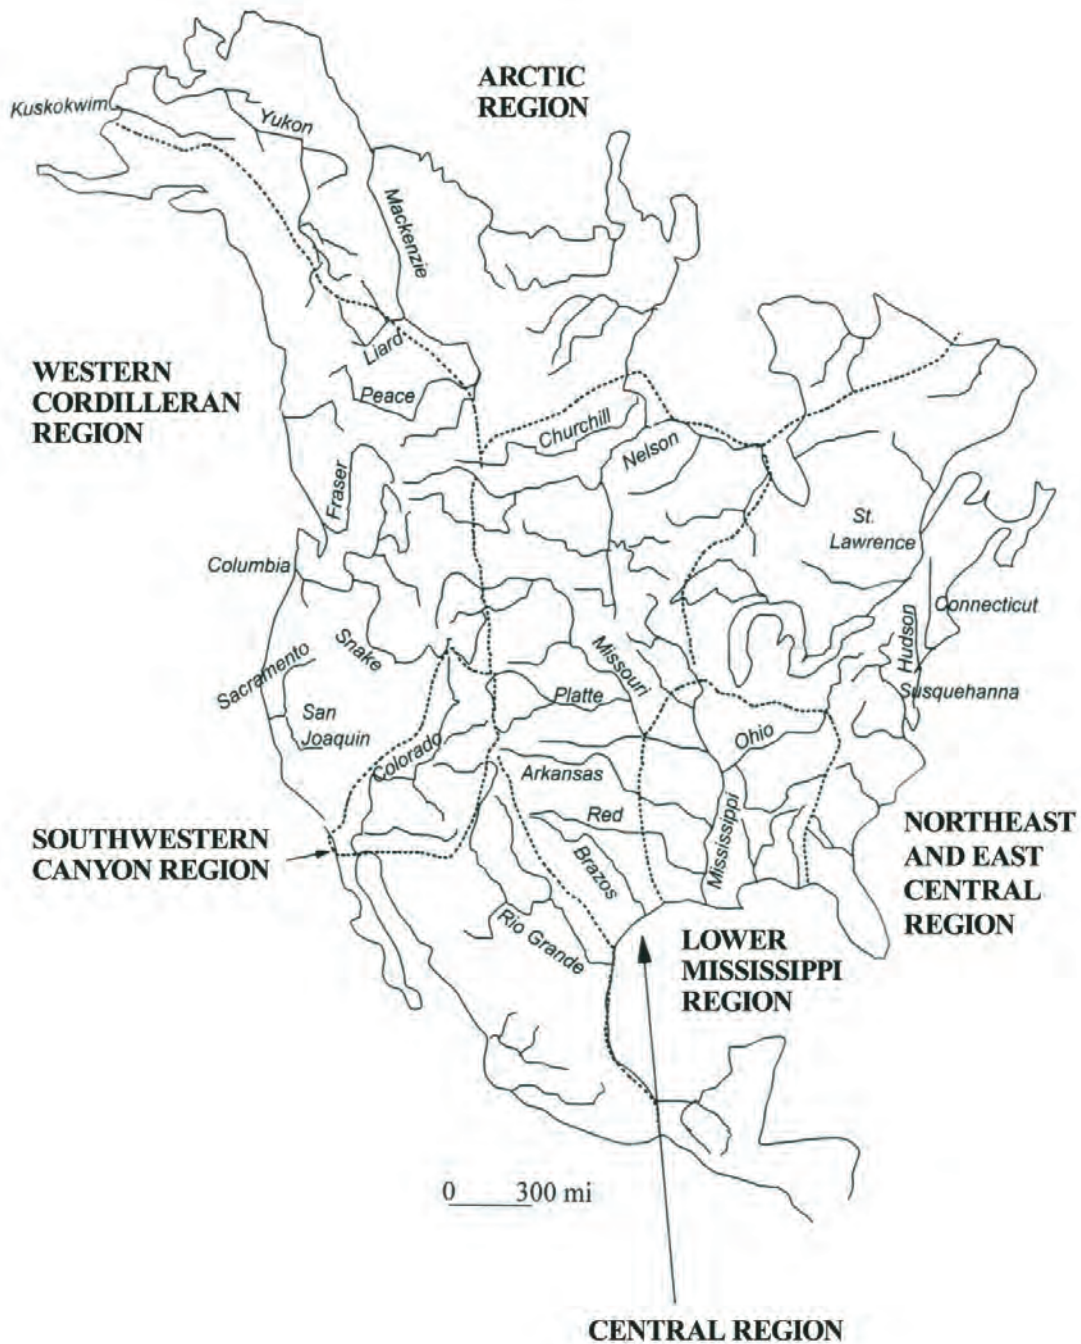 ARCTIC
REGION
Kuskokwim
Yukon
Mackenzie
Liard
WESTERN
CORDILLERAN
REGION
Peace
Churchill
Nelson
Fraser
St.
Lawrence
Columbia
Connecticut
Hudson
Snake
Sacramento
Missouri
Susquehanna
Platte
San
Joaquin
Ohio
Colorado
Arkansas
Red
Mississippi
SOUTHWESTERN
CANYON REGION
NORTHEAST
AND EAST
CENTRAL
REGION
Brazos
Rio Grande
LOWER
MISSISSIPPI
REGION
0 300 mi
CENTRAL REGION